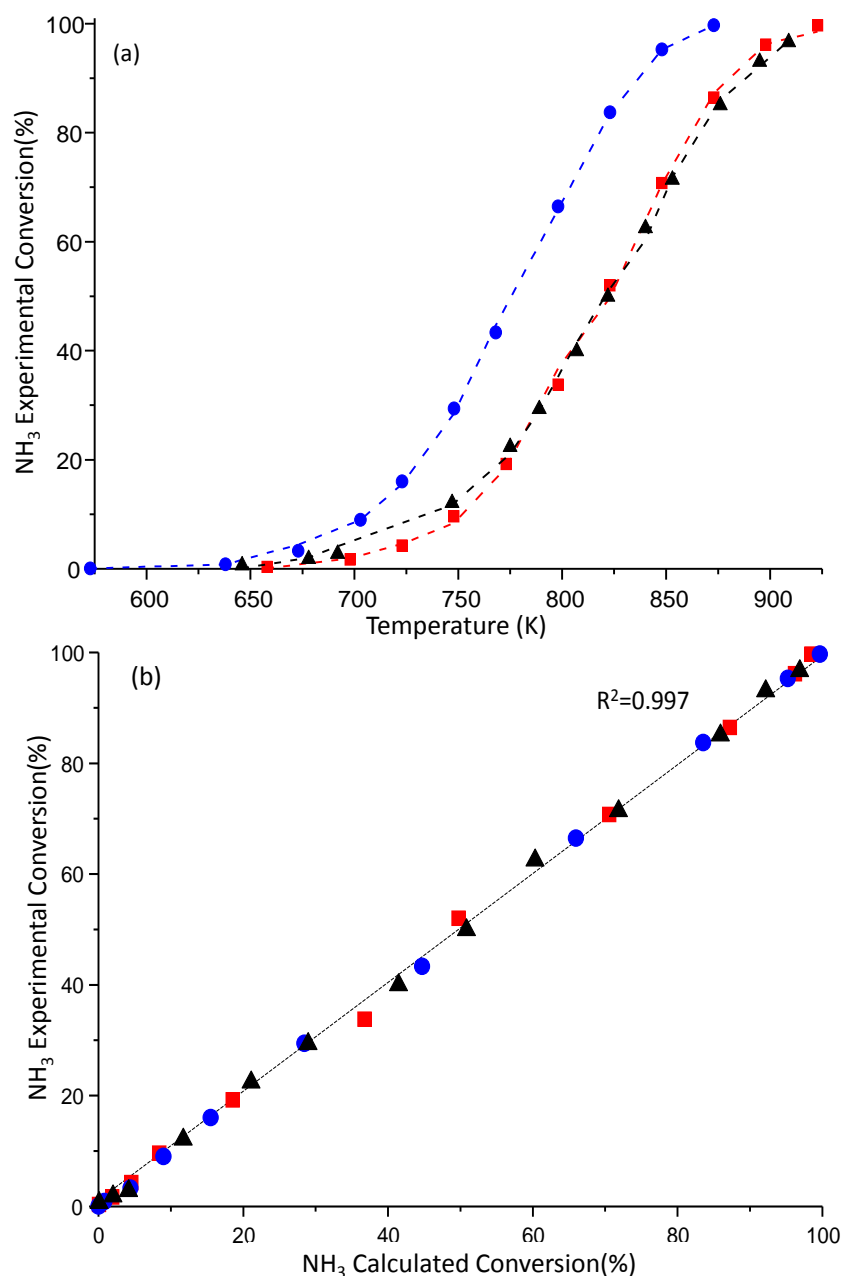 (a)
NH₃ Experimental Conversion(%)
100
80
60
40
20
0
600 650 700 750 800 850 900
Temperature (K)
(b)
R²=0.997
NH₃ Experimental Conversion(%)
100
80
60
40
20
0
0 20 40 60 80 100
NH₃ Calculated Conversion(%)